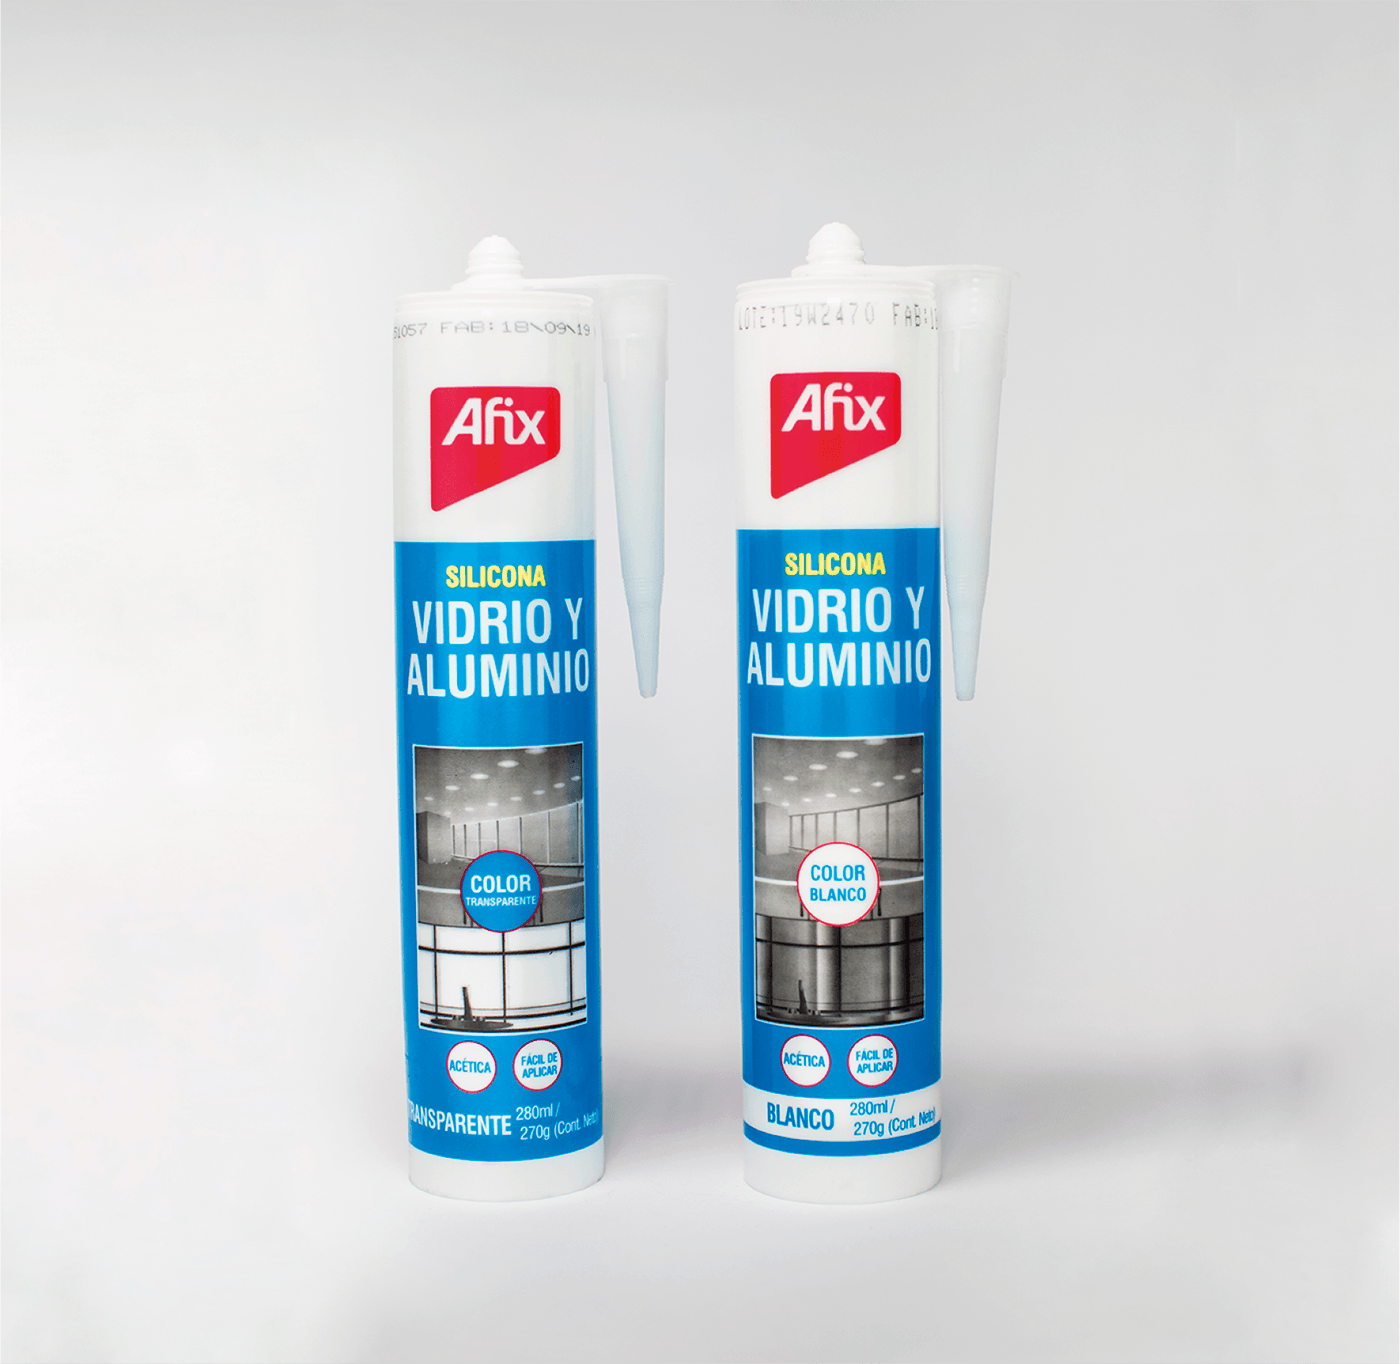 51057 FAB:18\09\19
Afix
SILICONA
VIDRIO Y
ALUMINIO
COLOR
TRANSPARENTE
ACÉTICA
FÁCIL DE
APLICAR
TRANSPARENTE
280ml/
270g (Cont. Neto)
LOTE:19W2470 FAB:1
Afix
SILICONA
VIDRIO Y
ALUMINIO
COLOR
BLANCO
ACÉTICA
FÁCIL DE
APLICAR
BLANCO
280ml/
270g (Cont. Neto)